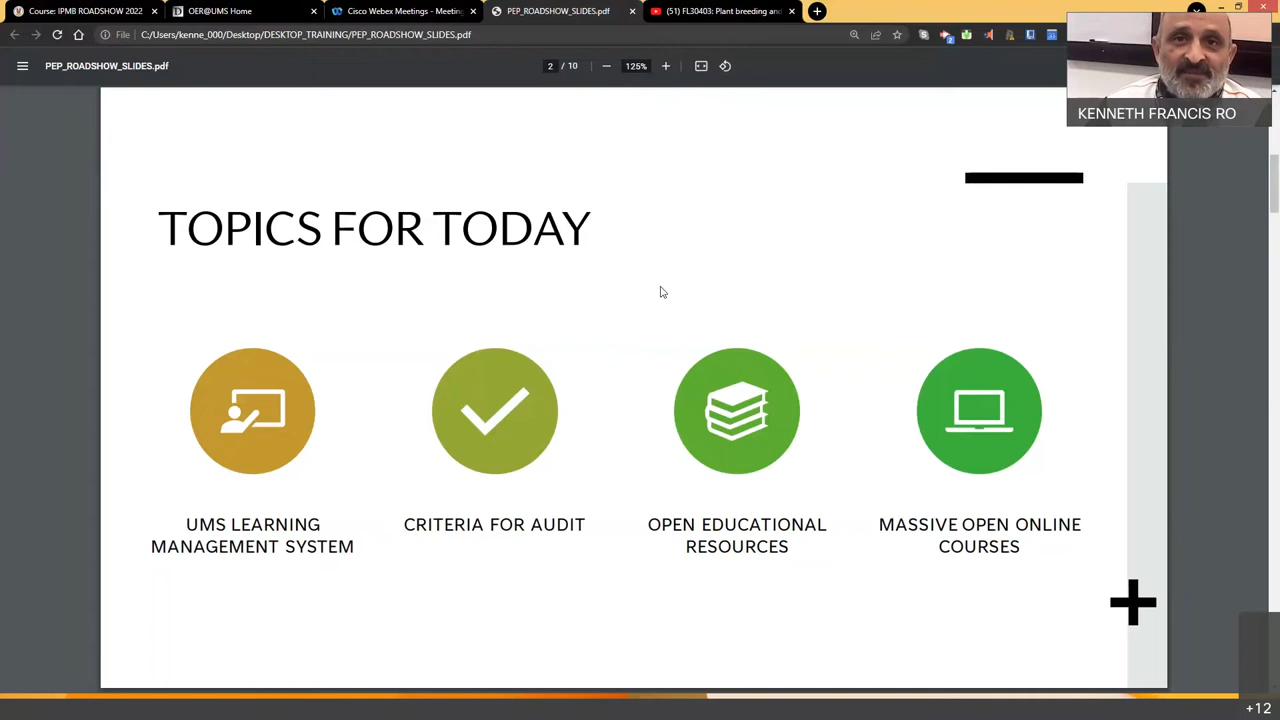 Course: IPMB ROADSHOW 2022
OER@UMS Home
Cisco Webex Meetings - Meeting
PEP_ROADSHOW_SLIDES.pdf
(51) FL30403: Plant breeding and
File
C:/Users/kenne_000/Desktop/DESKTOP_TRAINING/PEP_ROADSHOW_SLIDES.pdf
PEP_ROADSHOW_SLIDES.pdf
2 / 10
125%
KENNETH FRANCIS RO
TOPICS FOR TODAY
UMS LEARNING
MANAGEMENT SYSTEM
CRITERIA FOR AUDIT
OPEN EDUCATIONAL
RESOURCES
MASSIVE OPEN ONLINE
COURSES
+12